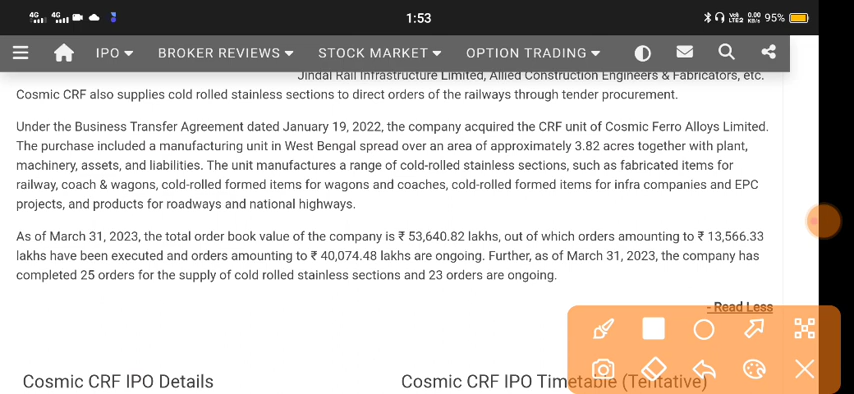 4G 4G 1:53 VoIP LTE2 0.00 KB/s 95%
IPO BROKER REVIEWS STOCK MARKET OPTION TRADING
Jindal Rail Infrastructure Limited, Allied Construction Engineers & Fabricators, etc.
Cosmic CRF also supplies cold rolled stainless sections to direct orders of the railways through tender procurement.
Under the Business Transfer Agreement dated January 19, 2022, the company acquired the CRF unit of Cosmic Ferro Alloys Limited.
The purchase included a manufacturing unit in West Bengal spread over an area of approximately 3.82 acres together with plant,
machinery, assets, and liabilities. The unit manufactures a range of cold-rolled stainless sections, such as fabricated items for
railway, coach & wagons, cold-rolled formed items for wagons and coaches, cold-rolled formed items for infra companies and EPC
projects, and products for roadways and national highways.
As of March 31, 2023, the total order book value of the company is ₹ 53,640.82 lakhs, out of which orders amounting to ₹ 13,566.33
lakhs have been executed and orders amounting to ₹ 40,074.48 lakhs are ongoing. Further, as of March 31, 2023, the company has
completed 25 orders for the supply of cold rolled stainless sections and 23 orders are ongoing.
- Read Less
Cosmic CRF IPO Details
Cosmic CRF IPO Timetable (Tentative)